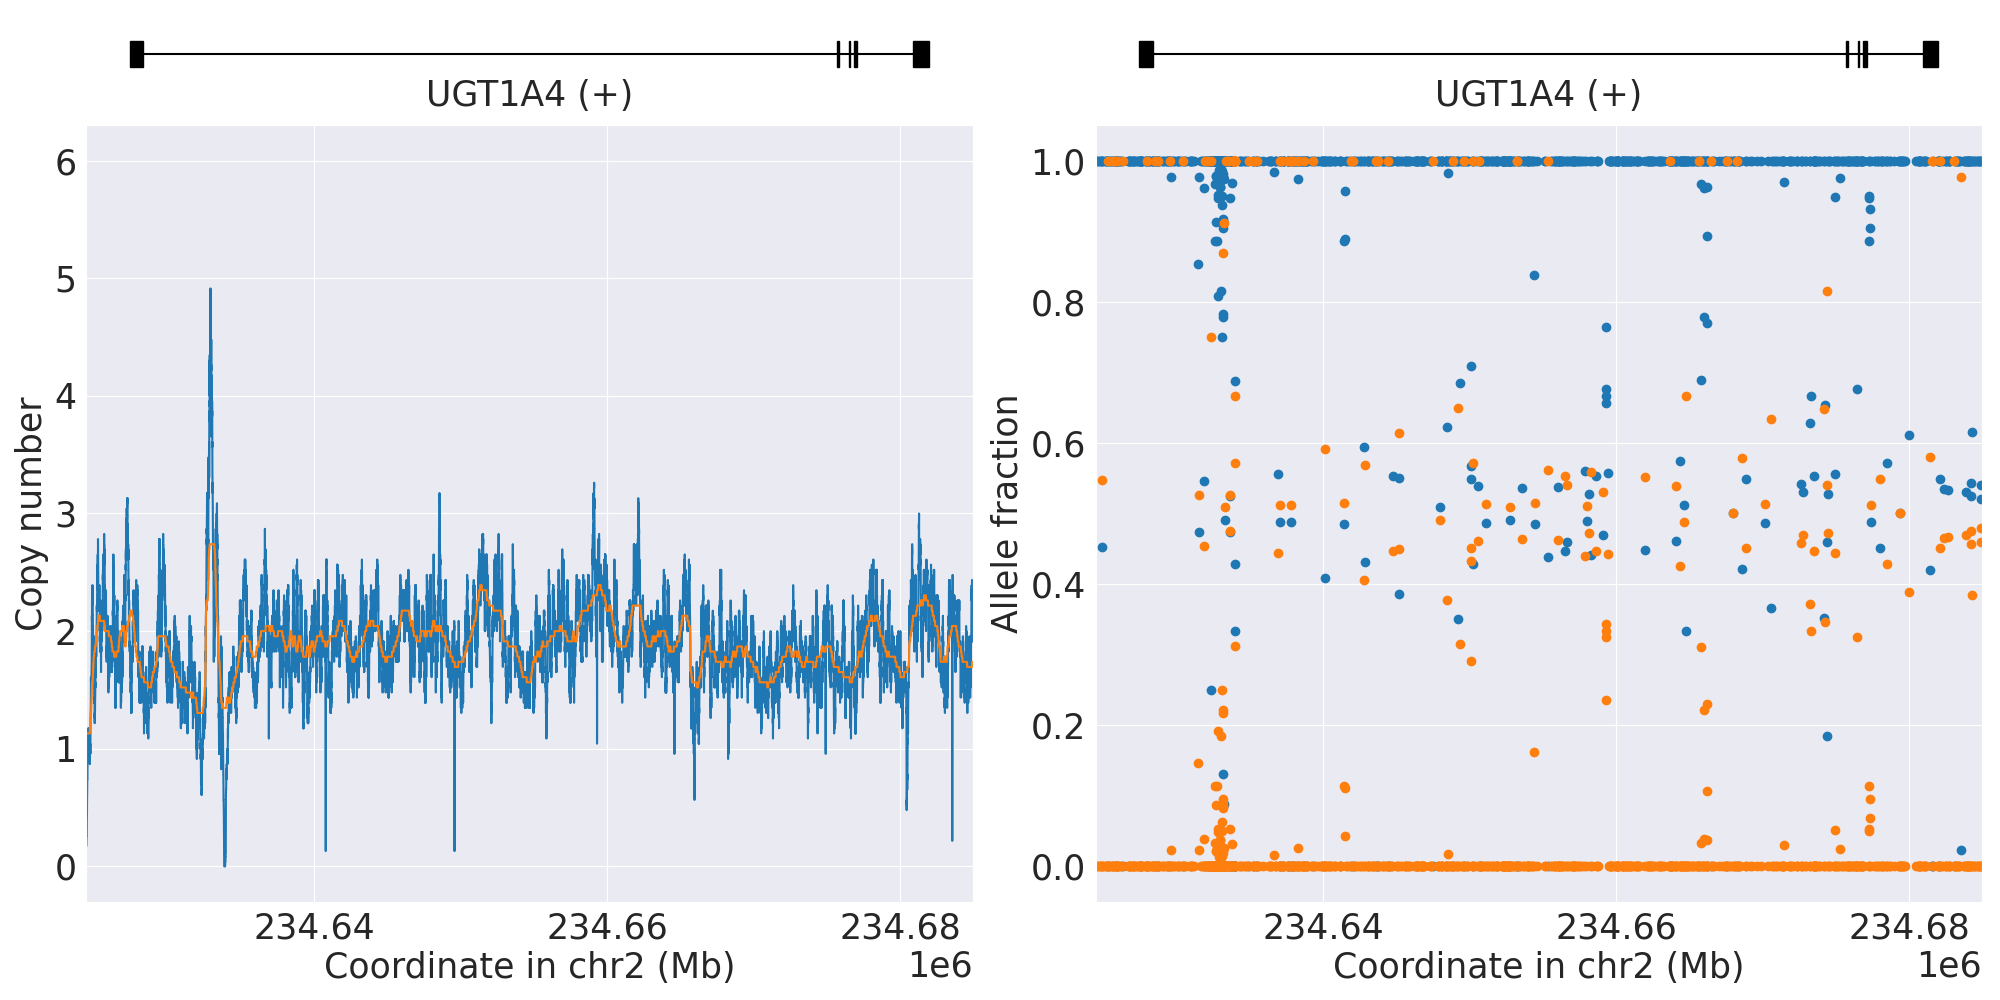 UGT1A4 (+)
6
5
4
3
2
1
0
Copy number
234.64 234.66 234.68
1e6
Coordinate in chr2 (Mb)
UGT1A4 (+)
1.0
0.8
0.6
0.4
0.2
0.0
Allele fraction
234.64 234.66 234.68
1e6
Coordinate in chr2 (Mb)